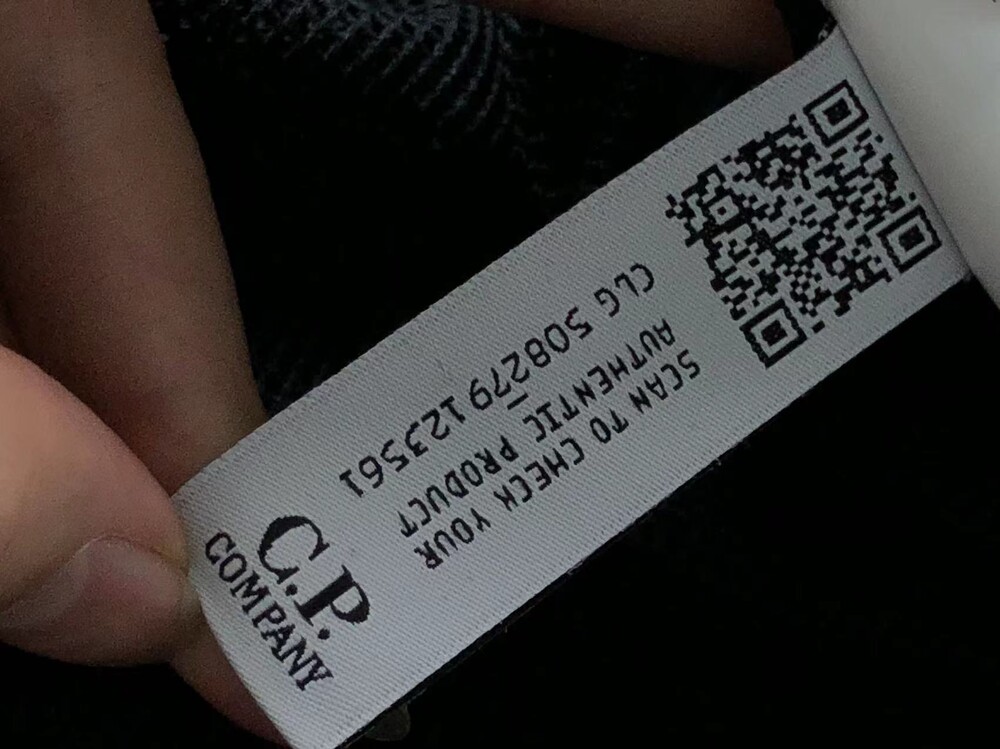 SCAN TO CHECK YOUR
AUTHENTIC PRODUCT
CLG 508279 123561
C.P.
COMPANY